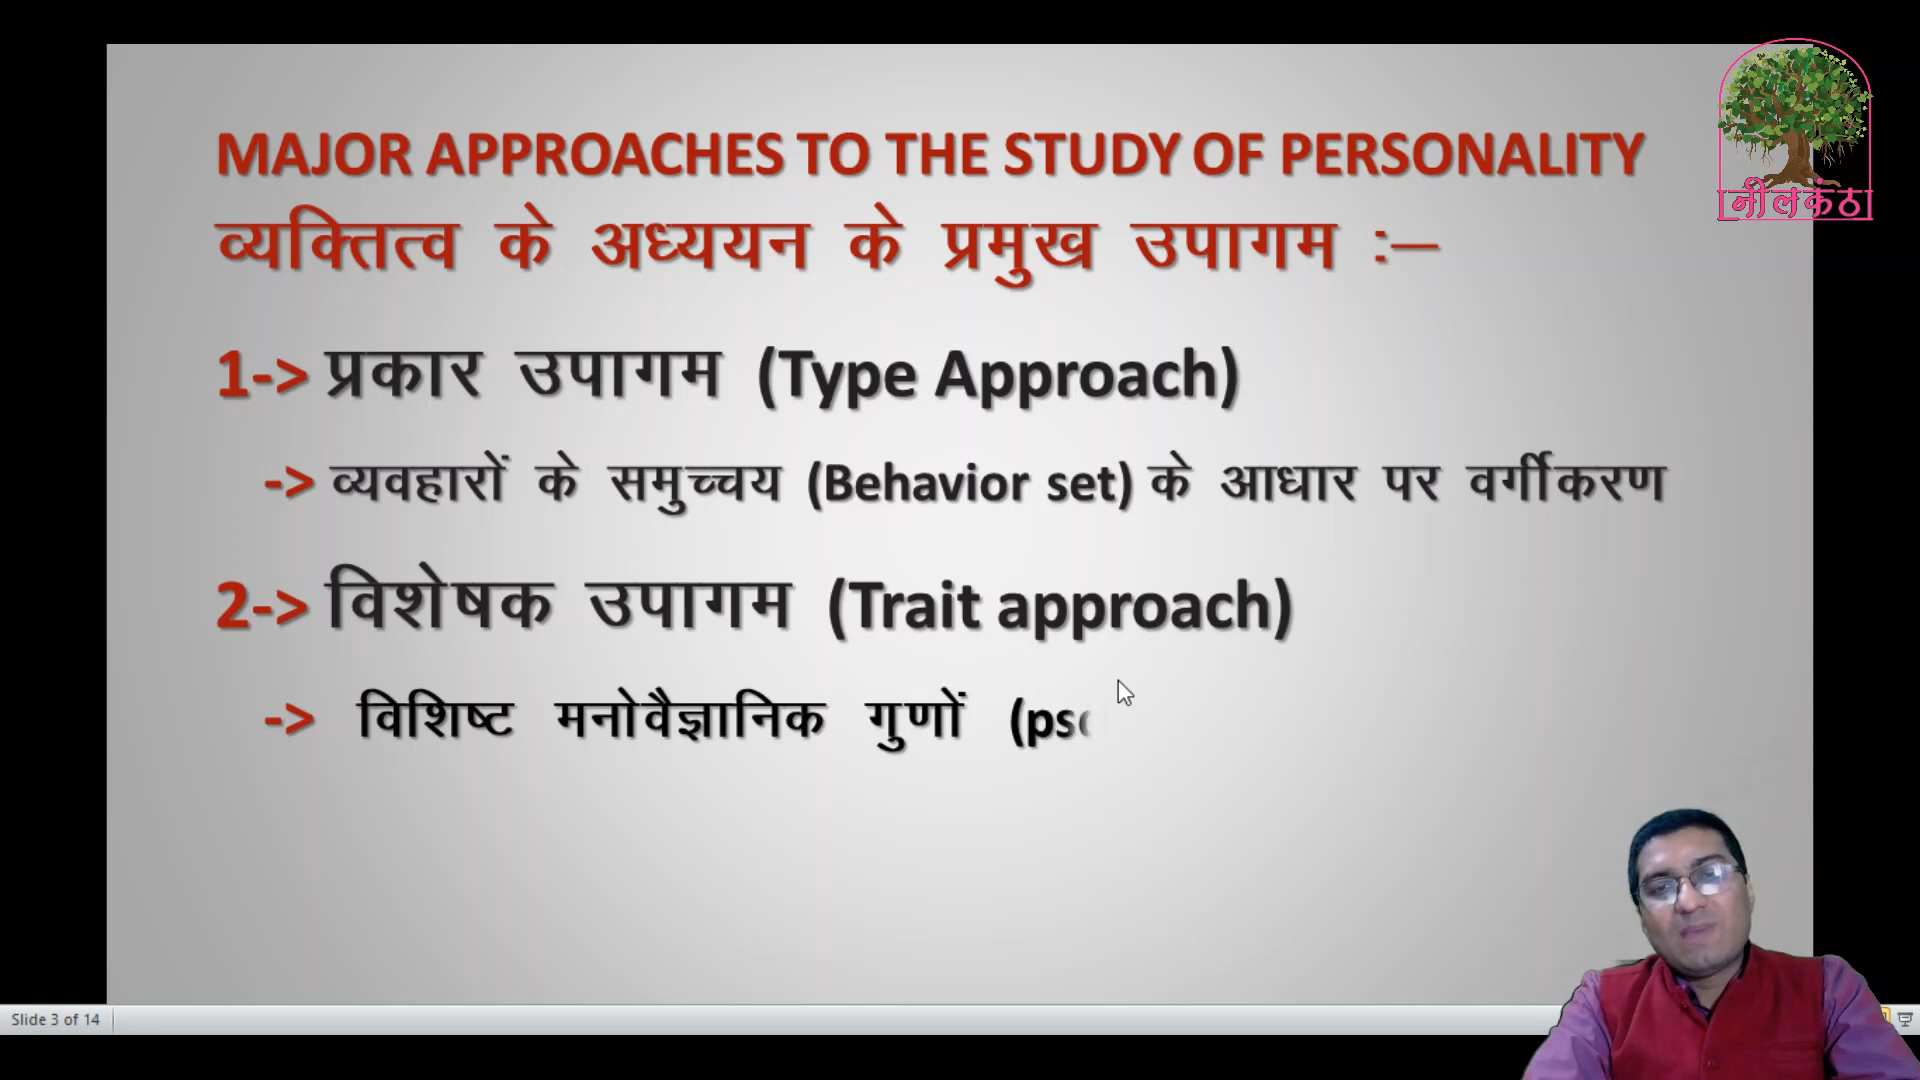 MAJOR APPROACHES TO THE STUDY OF PERSONALITY
व्यक्तित्व के अध्ययन के प्रमुख उपागम :–
1-> प्रकार उपागम (Type Approach)
-> व्यवहारों के समुच्चय (Behavior set) के आधार पर वर्गीकरण
2-> विशेषक उपागम (Trait approach)
-> विशिष्ट मनोवैज्ञानिक गुणों
नीलकंठ
Slide 3 of 14